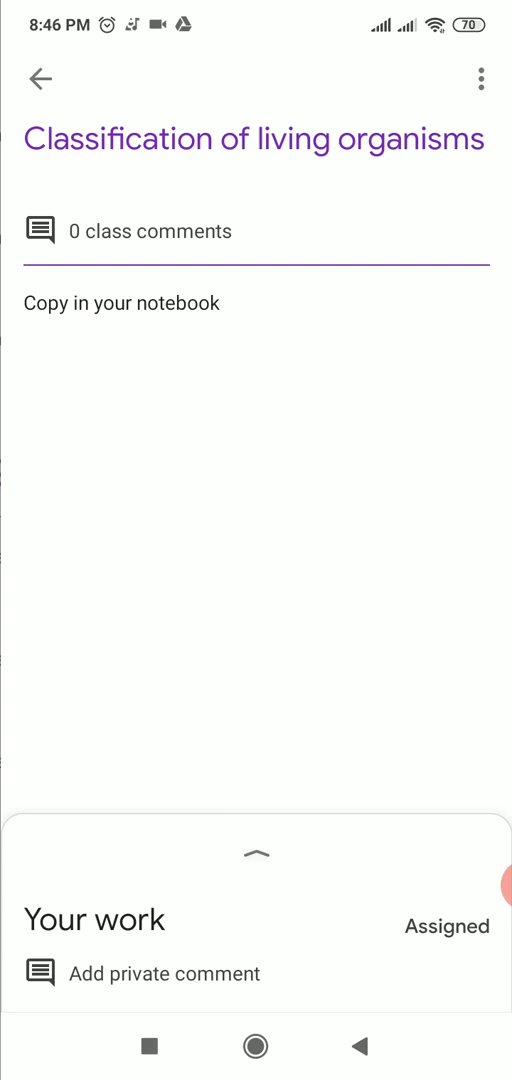 8:46 PM
70
Classification of living organisms
0 class comments
Copy in your notebook
Your work
Assigned
Add private comment